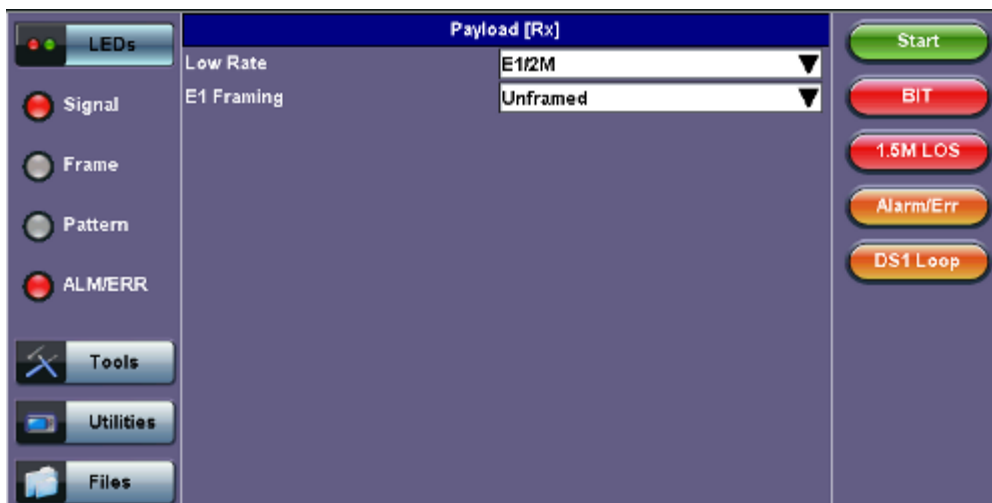 LEDs
Signal
Frame
Pattern
ALM/ERR
Tools
Utilities
Files
Payload [Rx]
Low Rate E1/2M
E1 Framing Unframed
Start
BIT
1.5M LOS
Alarm/Err
DS1 Loop